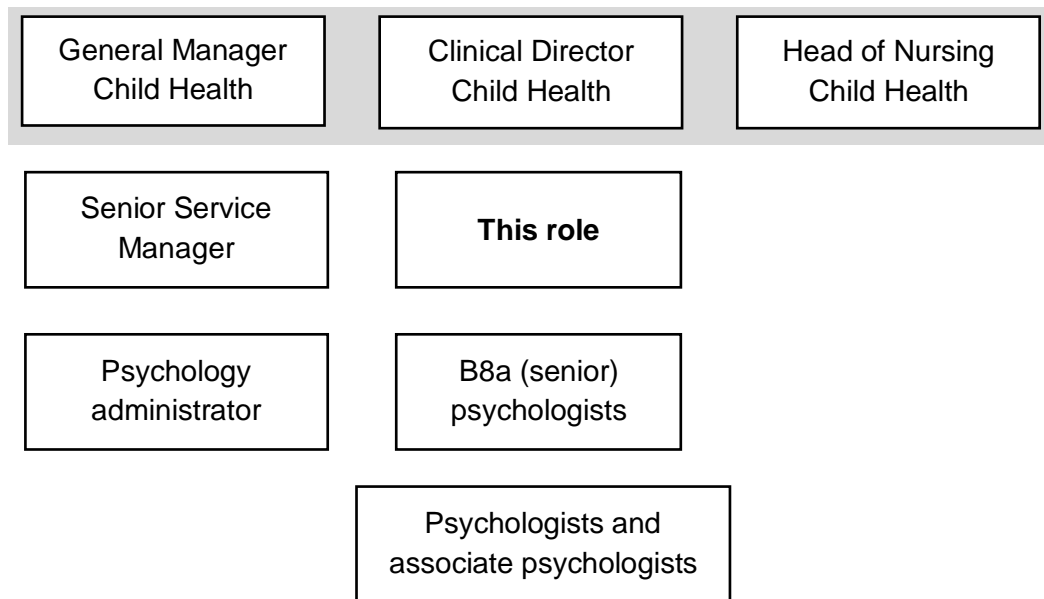 General Manager
Child Health
Clinical Director
Child Health
Head of Nursing
Child Health
Senior Service
Manager
This role
Psychology
administrator
B8a (senior)
psychologists
Psychologists and
associate psychologists